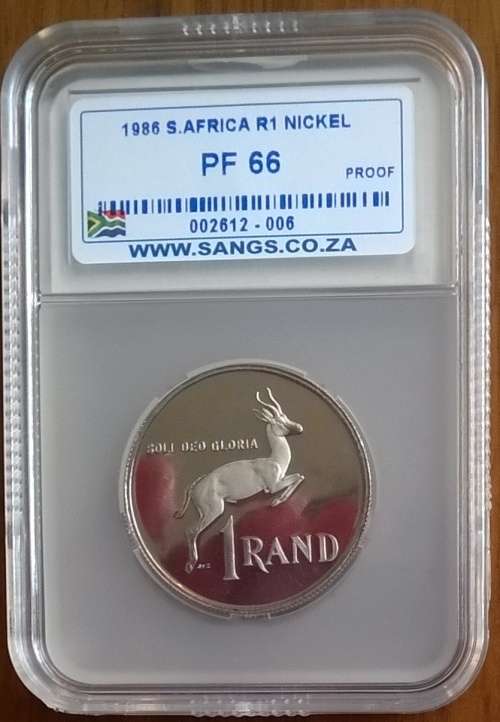 1986 S.AFRICA R1 NICKEL
PF 66
PROOF
002612 - 006
WWW.SANGS.CO.ZA
SOLI DEO GLORIA
1 RAND